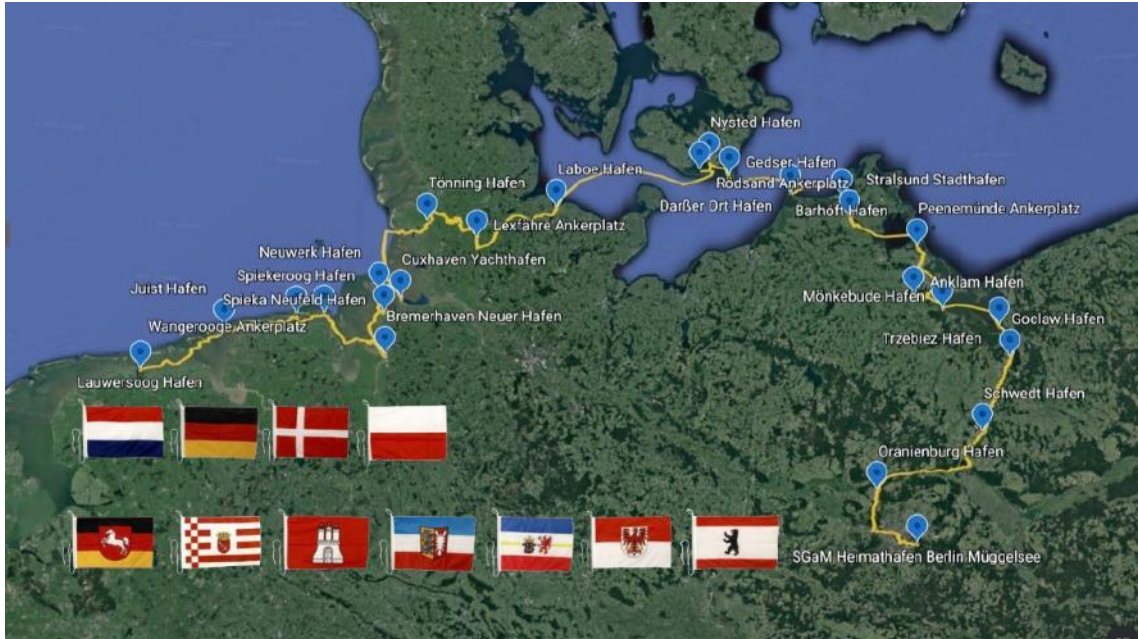 Nysted Hafen
Gedser Hafen
Laboe Hafen
Tönning Hafen
Rödsand Ankerplatz
Stralsund Stadthafen
Darßer Ort Hafen
Barhöft Hafen
Peenemünde Ankerplatz
Lexfähre Ankerplatz
Neuwerk Hafen
Cuxhaven Yachthafen
Spiekeroog Hafen
Juist Hafen
Anklam Hafen
Spieka Neufeld Hafen
Mönkebude Hafen
Bremerhaven Neuer Hafen
Goclaw Hafen
Wangerooge Ankerplatz
Trzebiez Hafen
Lauwersoog Hafen
Schwedt Hafen
Oranienburg Hafen
SGaM Heimathafen Berlin Müggelsee